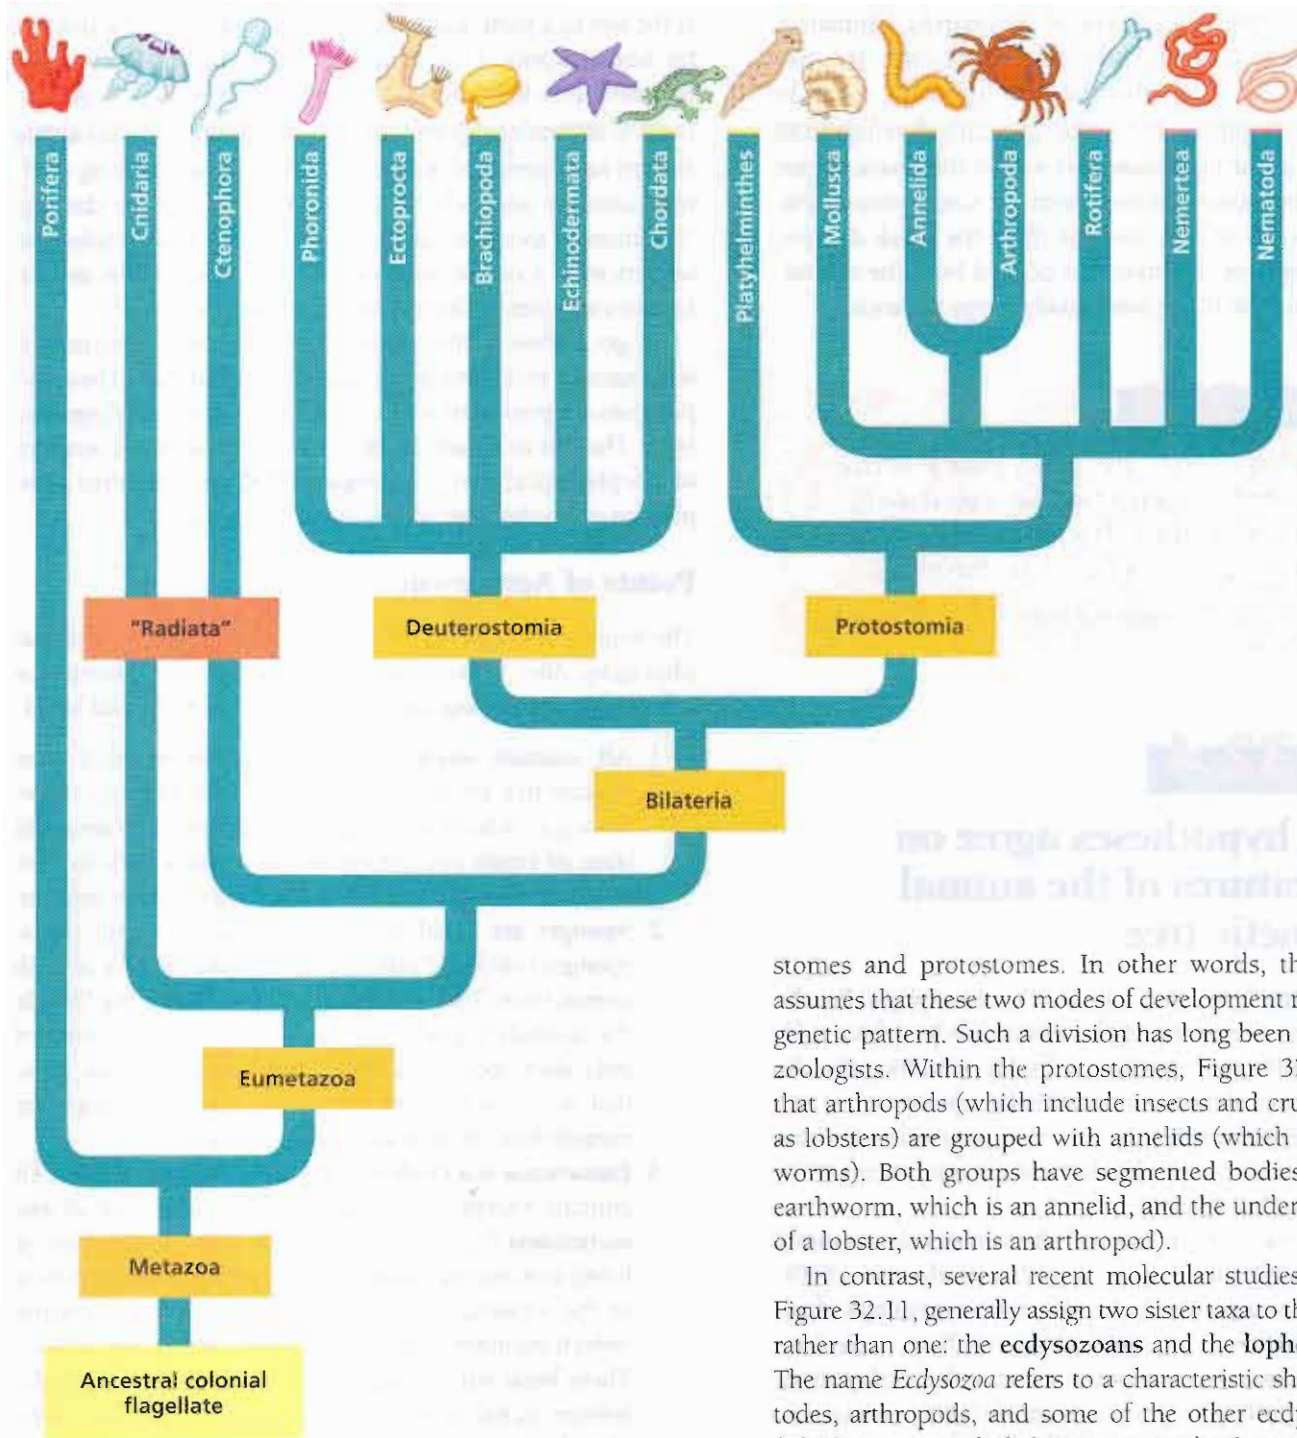 Porifera
Cnidaria
Ctenophora
Phoronida
Ectoprocta
Brachiopoda
Echinodermata
Chordata
Platyhelminthes
Mollusca
Annelida
Arthropoda
Rotifera
Nemertea
Nematoda
"Radiata"
Deuterostomia
Protostomia
Bilateria
Eumetazoa
Metazoa
Ancestral colonial
flagellate
stomes and protostomes. In other words, th
assumes that these two modes of development
genetic pattern. Such a division has long been
zoologists. Within the protostomes, Figure 3
that arthropods (which include insects and cru
as lobsters) are grouped with annelids (which
worms). Both groups have segmented bodies
earthworm, which is an annelid, and the under
of a lobster, which is an arthropod).
In contrast, several recent molecular studies
Figure 32.11, generally assign two sister taxa to th
rather than one: the ecdysozoans and the lopho
The name Ecdysozoa refers to a characteristic sh
todes, arthropods, and some of the other ecdy